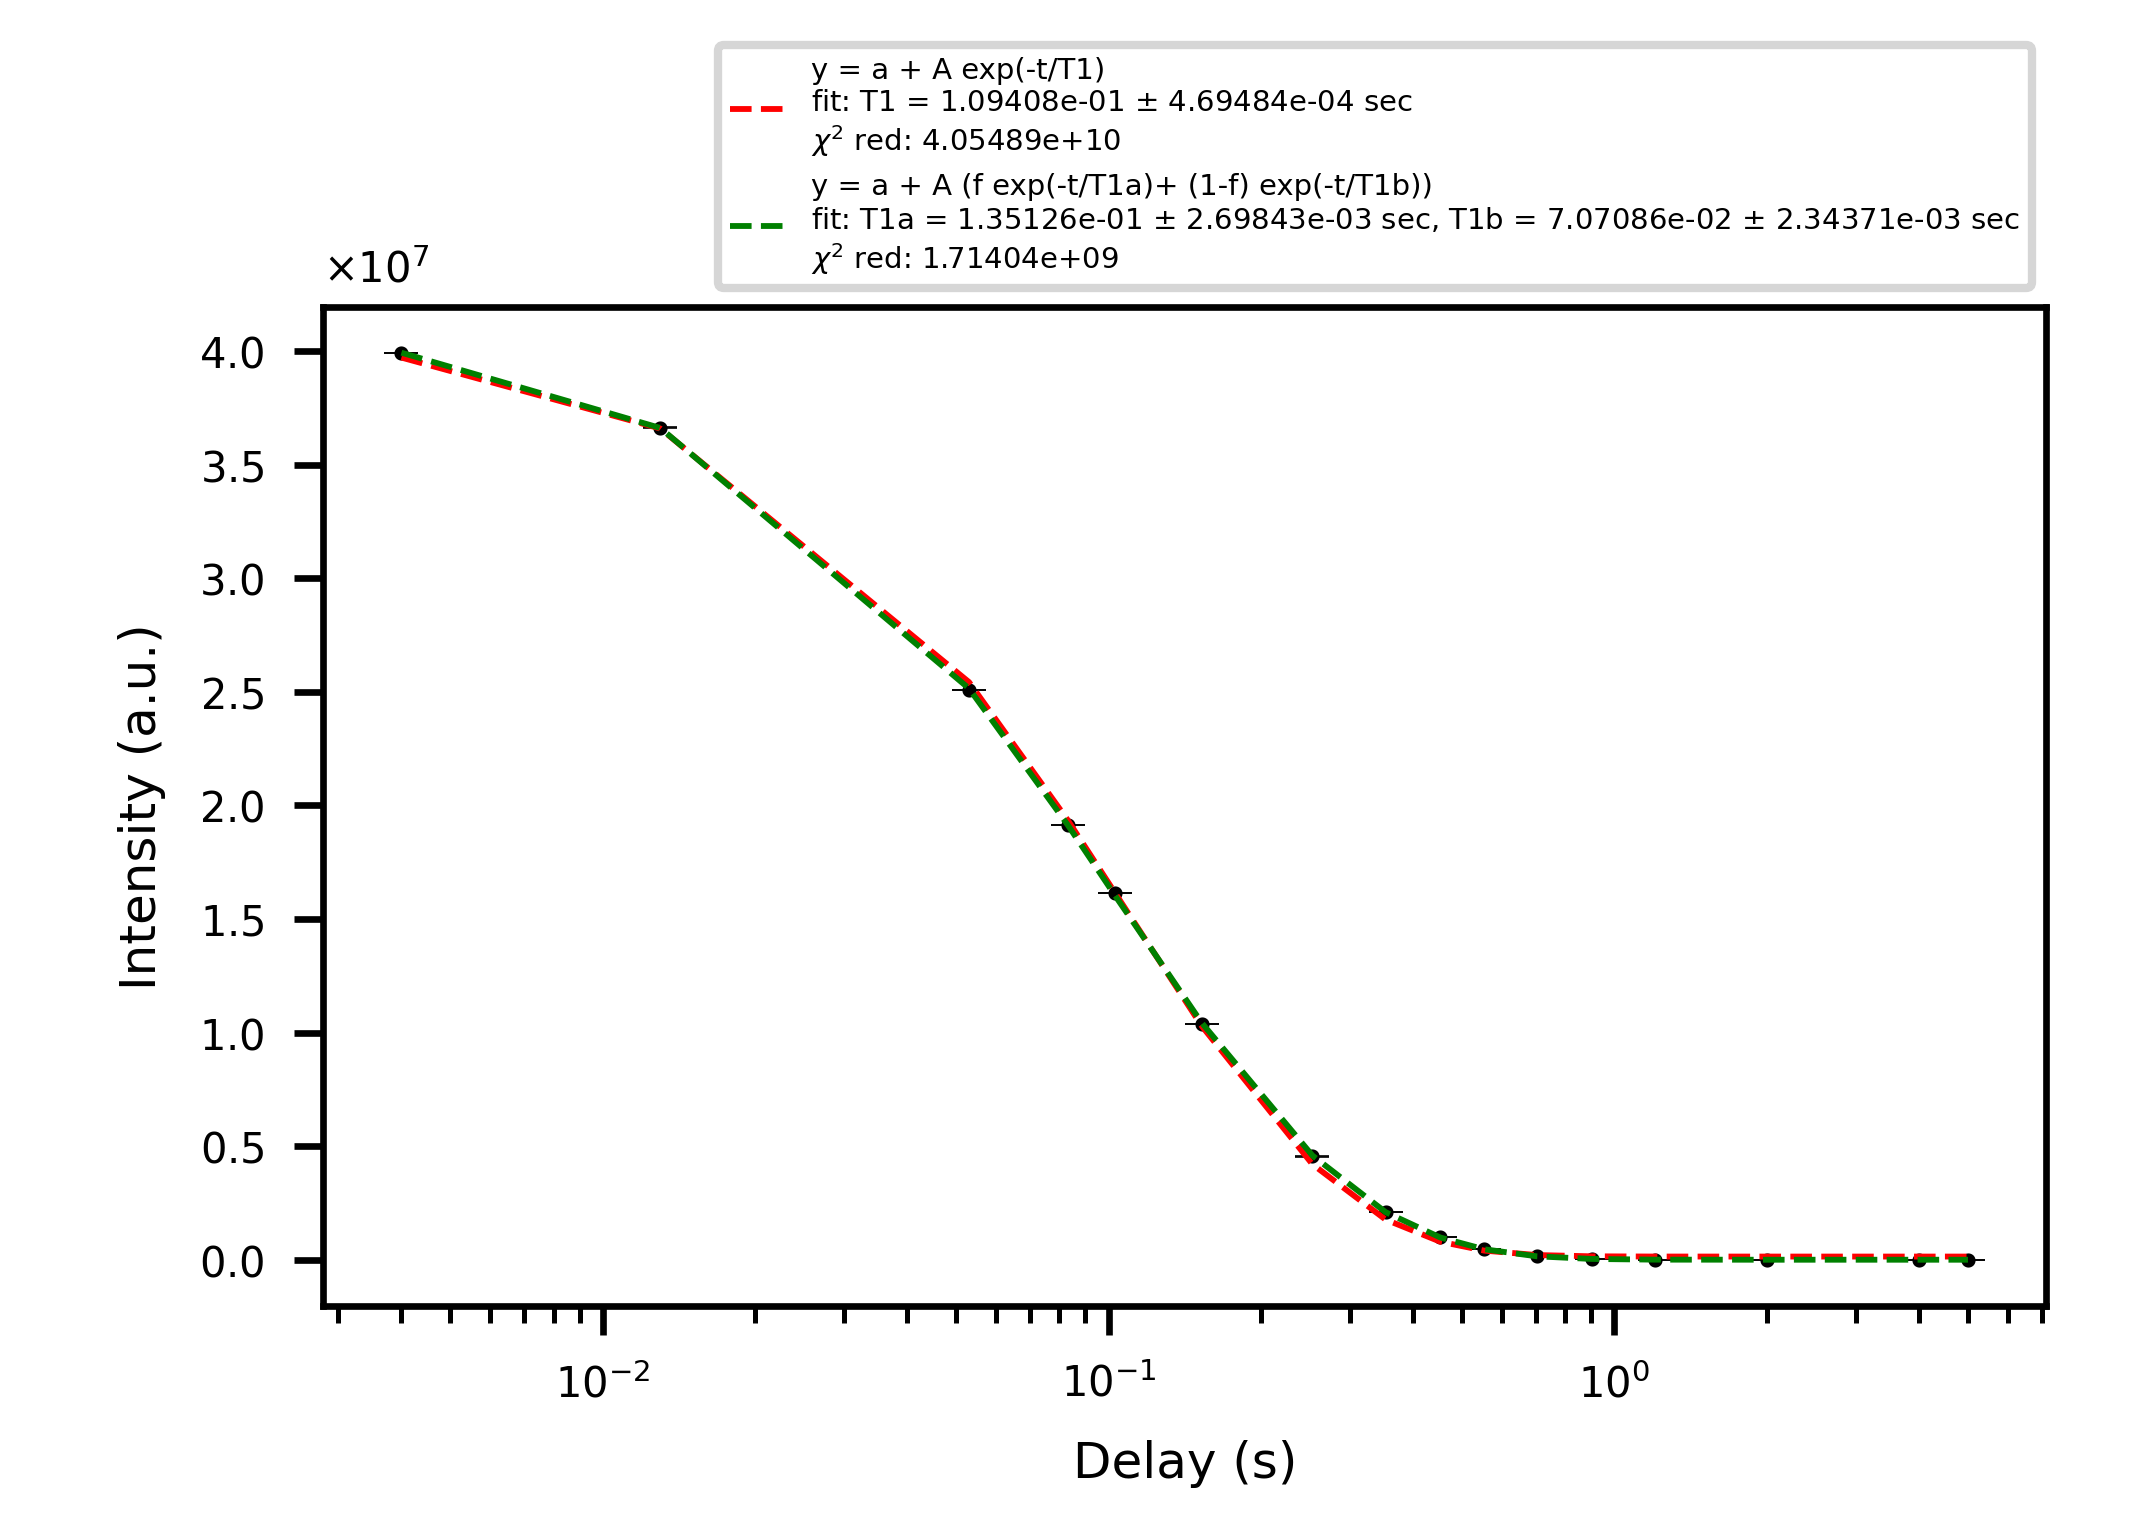 y = a + A exp(-t/T1)
fit: T1 = 1.09408e-01 ± 4.69484e-04 sec
χ² red: 4.05489e+10
y = a + A (f exp(-t/T1a)+ (1-f) exp(-t/T1b))
fit: T1a = 1.35126e-01 ± 2.69843e-03 sec, T1b = 7.07086e-02 ± 2.34371e-03 sec
χ² red: 1.71404e+09
×10⁷
4.0
3.5
3.0
2.5
2.0
1.5
1.0
0.5
0.0
Intensity (a.u.)
10⁻² 10⁻¹ 10⁰
Delay (s)